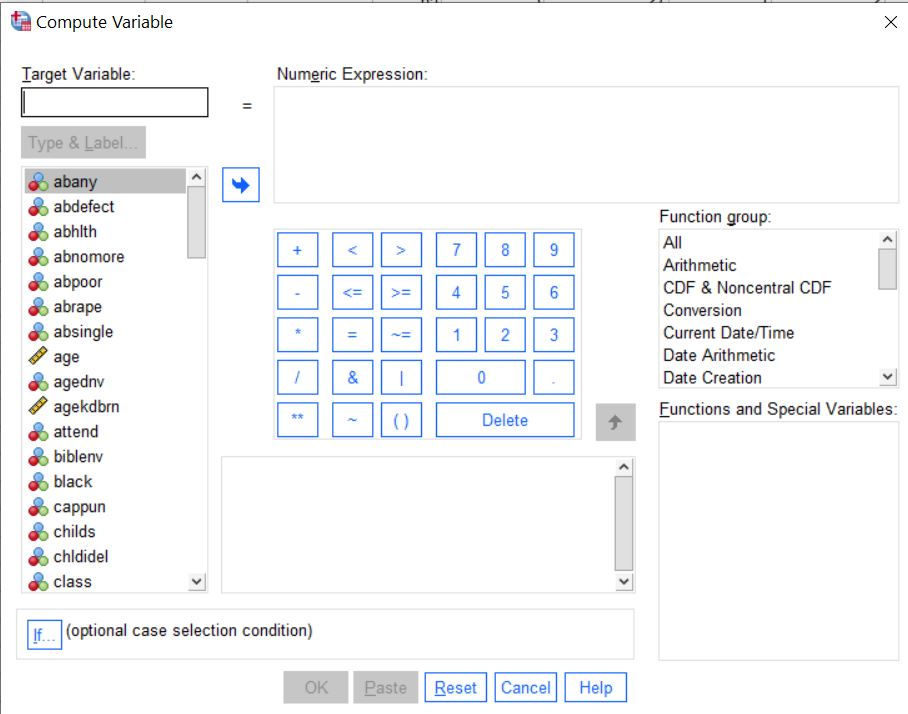 Compute Variable
Target Variable:
Numeric Expression:
=
Type & Label...
abany
abdefect
abhlth
abnomore
abpoor
abrape
absingle
age
agednv
agekdbrn
attend
biblenv
black
cappun
childs
chldidel
class
+ < > 7 8 9
- <= >= 4 5 6
* = ~= 1 2 3
/ & | 0 .
** ~ ( ) Delete
Function group:
All
Arithmetic
CDF & Noncentral CDF
Conversion
Current Date/Time
Date Arithmetic
Date Creation
Functions and Special Variables:
If... (optional case selection condition)
OK Paste Reset Cancel Help